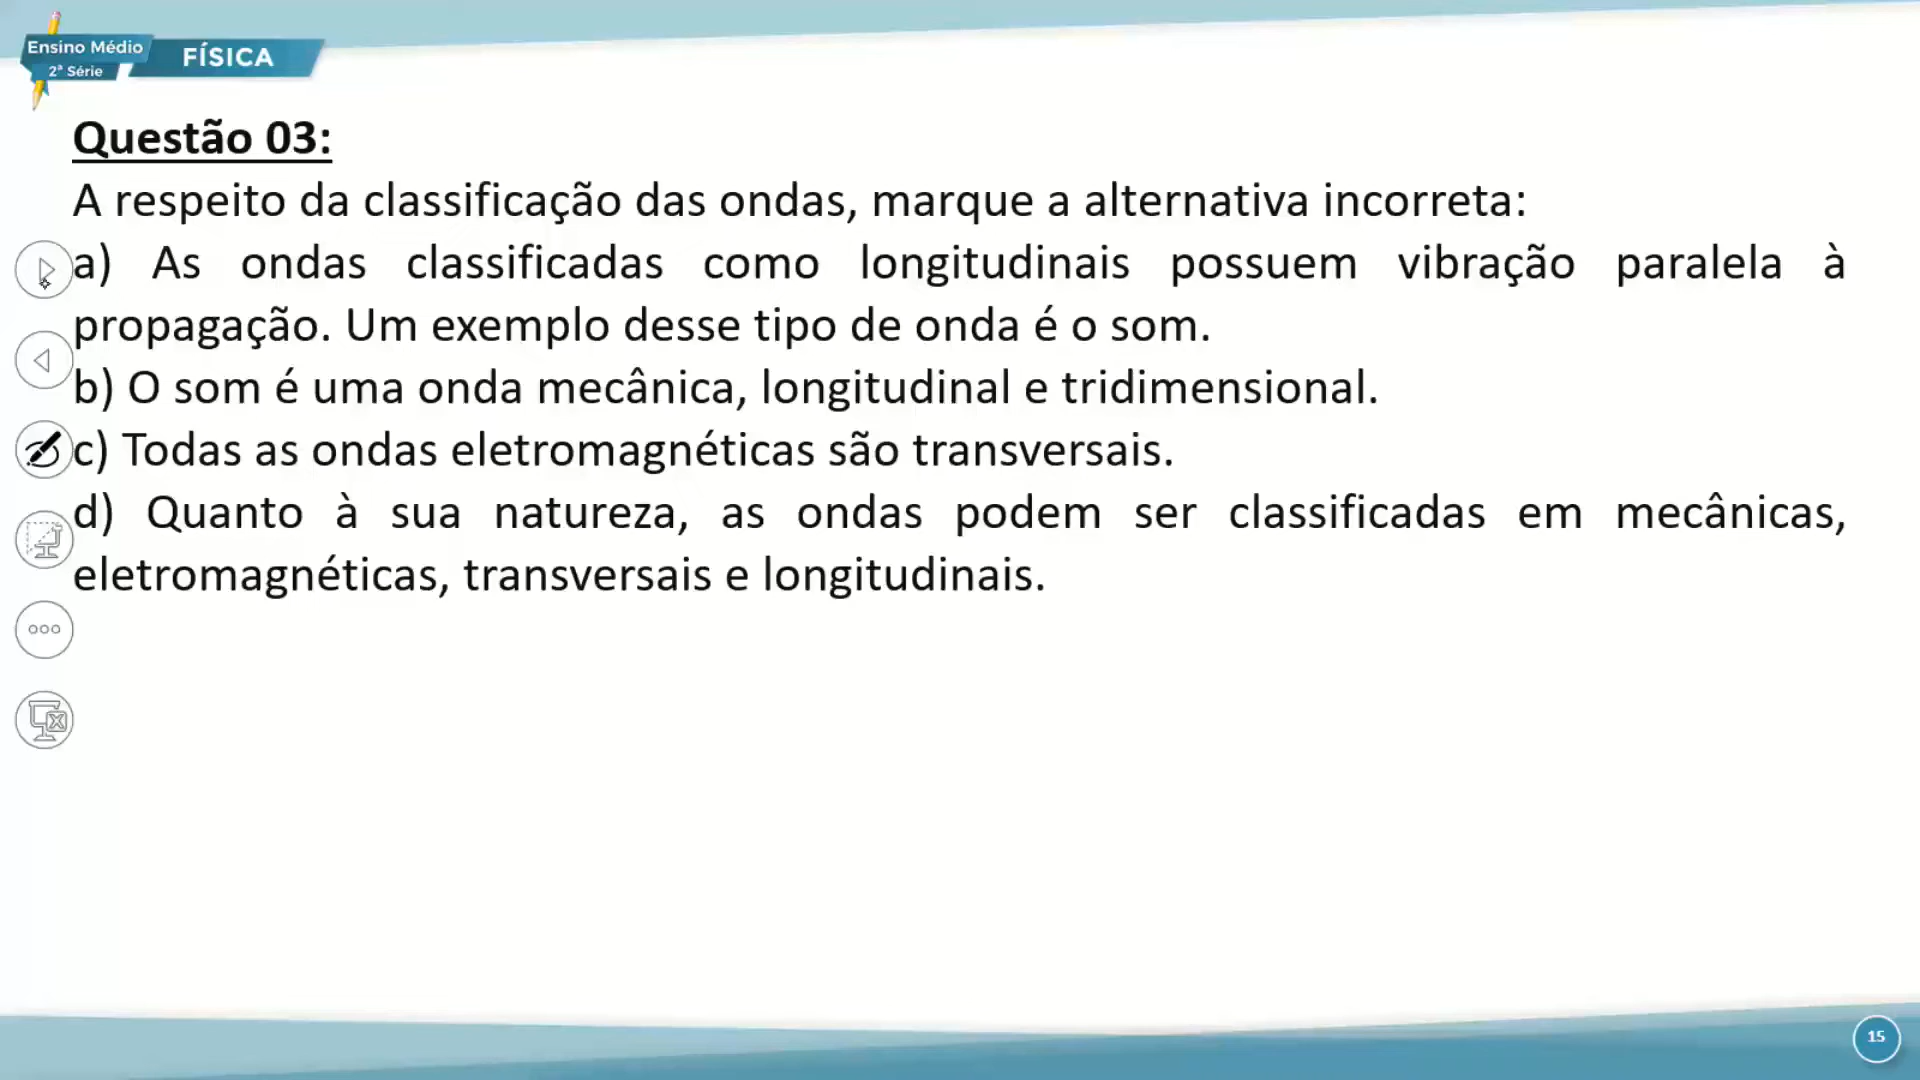 Ensino Médio
2ª Série
FÍSICA
Questão 03:
A respeito da classificação das ondas, marque a alternativa incorreta:
a) As ondas classificadas como longitudinais possuem vibração paralela à
propagação. Um exemplo desse tipo de onda é o som.
b) O som é uma onda mecânica, longitudinal e tridimensional.
c) Todas as ondas eletromagnéticas são transversais.
d) Quanto à sua natureza, as ondas podem ser classificadas em mecânicas,
eletromagnéticas, transversais e longitudinais.
15